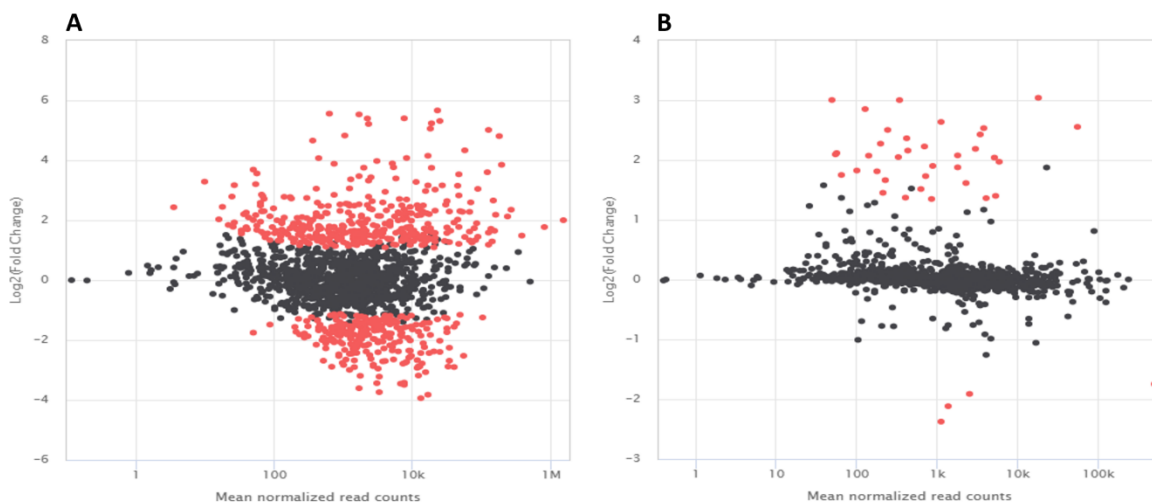 A
8
6
4
2
0
−2
−4
−6
Log2(Fold Change)
1
100
10k
1M
Mean normalized read counts
B
4
3
2
1
0
−1
−2
−3
Log2(Fold Change)
1
10
100
1k
10k
100k
Mean normalized read counts